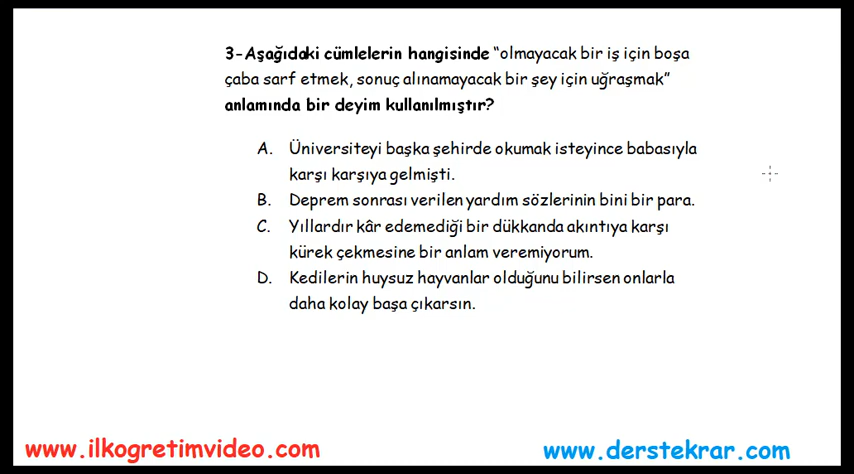 3-Aşağıdaki cümlelerin hangisinde “olmayacak bir iş için boşa
çaba sarf etmek, sonuç alınamayacak bir şey için uğraşmak”
anlamında bir deyim kullanılmıştır?
A. Üniversiteyi başka şehirde okumak isteyince babasıyla
karşı karşıya gelmişti.
B. Deprem sonrası verilen yardım sözlerinin bini bir para.
C. Yıllardır kâr edemediği bir dükkanda akıntıya karşı
kürek çekmesine bir anlam veremiyorum.
D. Kedilerin huysuz hayvanlar olduğunu bilirsen onlarla
daha kolay başa çıkarsın.
www.ilkogretimvideo.com
www.derstekrar.com